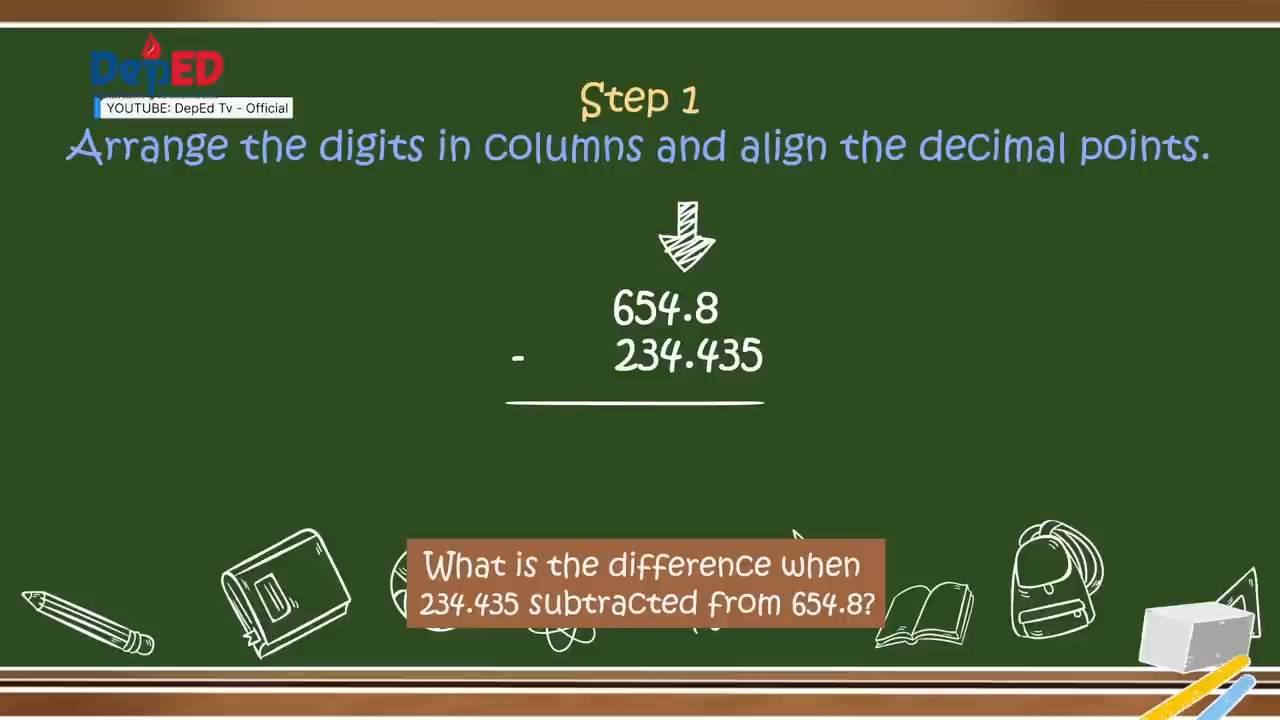 DepED
YOUTUBE: DepEd Tv - Official
Step 1
Arrange the digits in columns and align the decimal points.
654.8
- 234.435
What is the difference when
234.435 subtracted from 654.8?